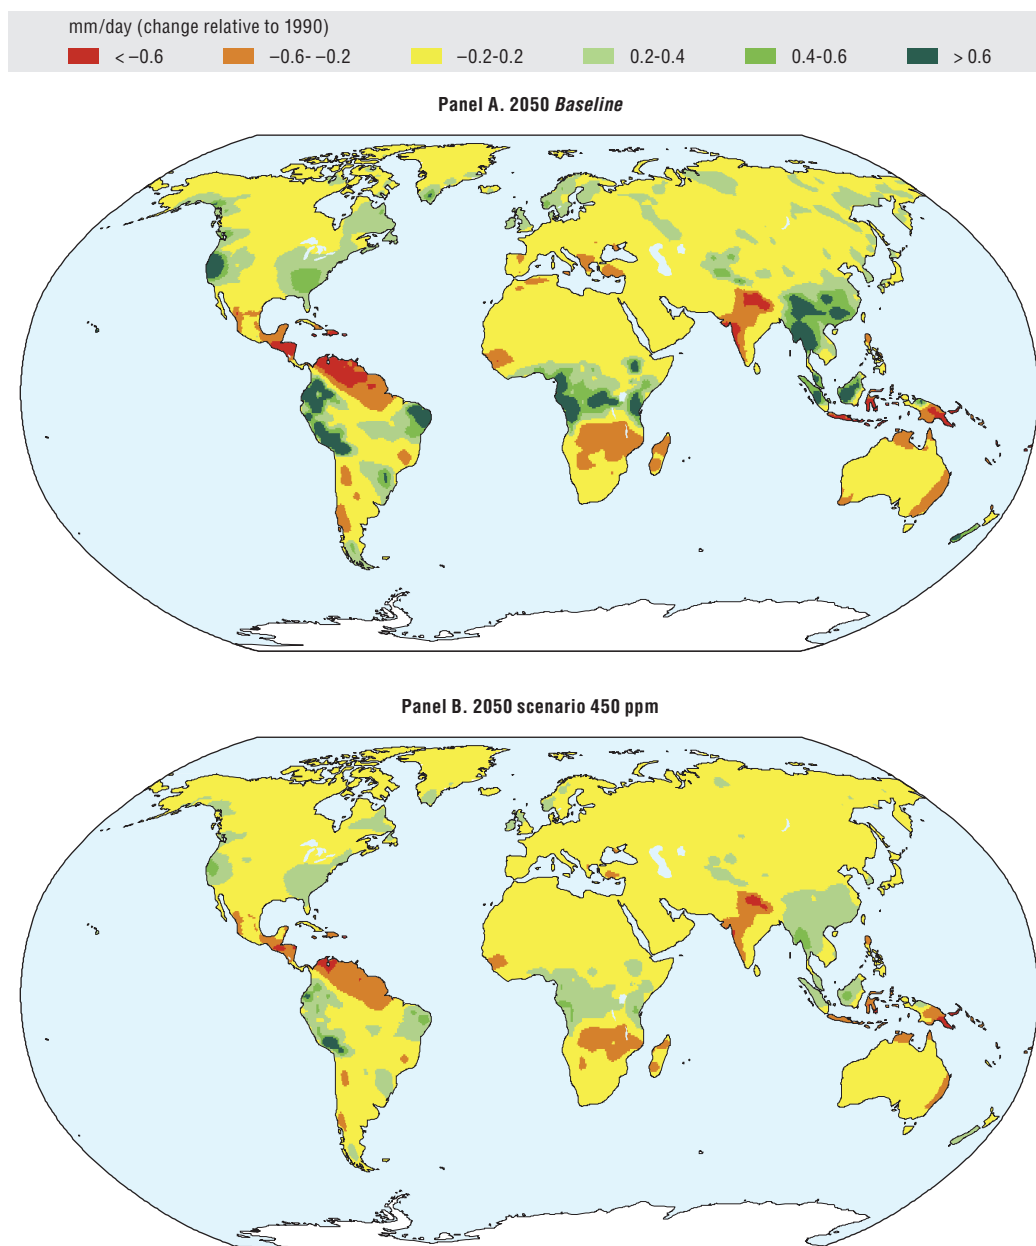 mm/day (change relative to 1990)
< –0.6 –0.6- –0.2 –0.2-0.2 0.2-0.4 0.4-0.6 > 0.6
Panel A. 2050 Baseline
Panel B. 2050 scenario 450 ppm